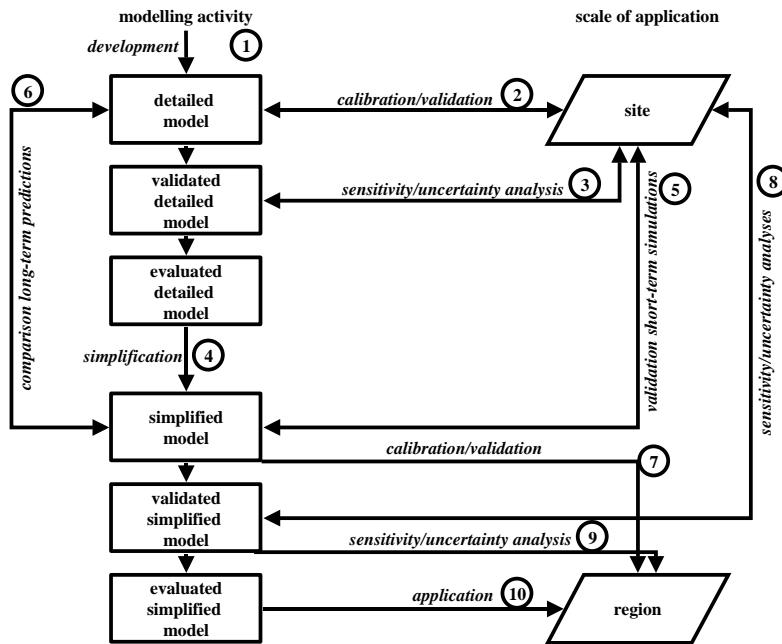 modelling activity
scale of application
development
1
6
detailed
model
calibration/validation
2
site
validated
detailed
model
sensitivity/uncertainty analysis
3
5
8
evaluated
detailed
model
comparison long-term predictions
validation short-term simulations
sensitivity/uncertainty analyses
simplification
4
simplified
model
calibration/validation
7
validated
simplified
model
sensitivity/uncertainty analysis
9
evaluated
simplified
model
application
10
region